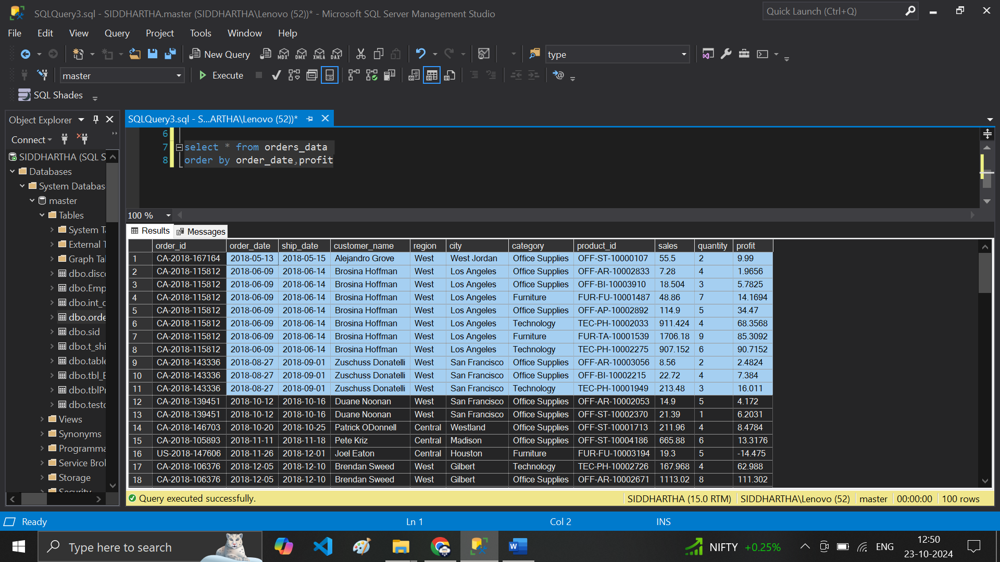 SQLQuery3.sql - SIDDHARTHA.master (SIDDHARTHA\Lenovo (52))* - Microsoft SQL Server Management Studio
Quick Launch (Ctrl+Q)
File Edit View Query Project Tools Window Help
New Query MDX DMX XMLA DAX type
master Execute
SQL Shades
Object Explorer
SQLQuery3.sql - S...ARTHA\Lenovo (52))*
Connect
SIDDHARTHA (SQL S
Databases
System Databas
master
Tables
System Ta
External T
Graph Tal
dbo.disco
dbo.Emp
dbo.int_c
dbo.orde
dbo.sid
dbo.t_shi
dbo.table
dbo.tbl_E
dbo.tblPr
dbo.testc
Views
Synonyms
Programma
Service Brol
Storage
Security
6
7 select * from orders_data
8 order by order_date,profit
100 %
Results Messages
order_id order_date ship_date customer_name region city category product_id sales quantity profit
1 CA-2018-167164 2018-05-13 2018-05-15 Alejandro Grove West West Jordan Office Supplies OFF-ST-10000107 55.5 2 9.99
2 CA-2018-115812 2018-06-09 2018-06-14 Brosina Hoffman West Los Angeles Office Supplies OFF-AR-10002833 7.28 4 1.9656
3 CA-2018-115812 2018-06-09 2018-06-14 Brosina Hoffman West Los Angeles Office Supplies OFF-BI-10003910 18.504 3 5.7825
4 CA-2018-115812 2018-06-09 2018-06-14 Brosina Hoffman West Los Angeles Furniture FUR-FU-10001487 48.86 7 14.1694
5 CA-2018-115812 2018-06-09 2018-06-14 Brosina Hoffman West Los Angeles Office Supplies OFF-AP-10002892 114.9 5 34.47
6 CA-2018-115812 2018-06-09 2018-06-14 Brosina Hoffman West Los Angeles Technology TEC-PH-10002033 911.424 4 68.3568
7 CA-2018-115812 2018-06-09 2018-06-14 Brosina Hoffman West Los Angeles Furniture FUR-TA-10001539 1706.18 9 85.3092
8 CA-2018-115812 2018-06-09 2018-06-14 Brosina Hoffman West Los Angeles Technology TEC-PH-10002275 907.152 6 90.7152
9 CA-2018-143336 2018-08-27 2018-09-01 Zuschuss Donatelli West San Francisco Office Supplies OFF-AR-10003056 8.56 2 2.4824
10 CA-2018-143336 2018-08-27 2018-09-01 Zuschuss Donatelli West San Francisco Office Supplies OFF-BI-10002215 22.72 4 7.384
11 CA-2018-143336 2018-08-27 2018-09-01 Zuschuss Donatelli West San Francisco Technology TEC-PH-10001949 213.48 3 16.011
12 CA-2018-139451 2018-10-12 2018-10-16 Duane Noonan West San Francisco Office Supplies OFF-AR-10002053 14.9 5 4.172
13 CA-2018-139451 2018-10-12 2018-10-16 Duane Noonan West San Francisco Office Supplies OFF-ST-10002370 21.39 1 6.2031
14 CA-2018-146703 2018-10-20 2018-10-25 Patrick ODonnell Central Westland Office Supplies OFF-ST-10001713 211.96 4 8.4784
15 CA-2018-105893 2018-11-11 2018-11-18 Pete Kriz Central Madison Office Supplies OFF-ST-10004186 665.88 6 13.3176
16 US-2018-147606 2018-11-26 2018-12-01 Joel Eaton Central Houston Furniture FUR-FU-10003194 19.3 5 -14.475
17 CA-2018-106376 2018-12-05 2018-12-10 Brendan Sweed West Gilbert Technology TEC-PH-10002726 167.968 4 62.988
18 CA-2018-106376 2018-12-05 2018-12-10 Brendan Sweed West Gilbert Office Supplies OFF-AR-10002671 1113.02 8 111.302
Query executed successfully. SIDDHARTHA (15.0 RTM) SIDDHARTHA\Lenovo (52) master 00:00:00 100 rows
Ready Ln 1 Col 2 INS
Type here to search NIFTY +0.25% ENG 12:50
23-10-2024